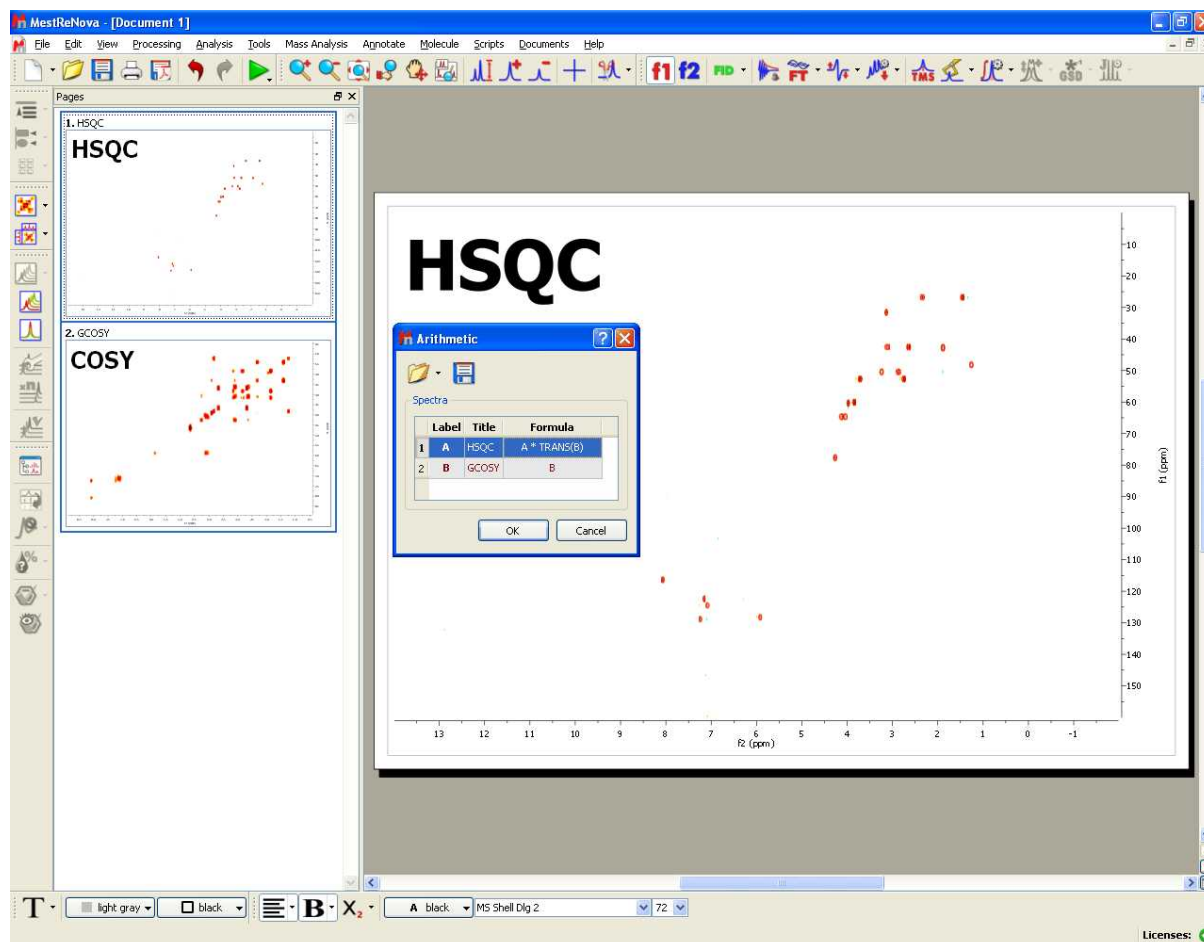 MestReNova - [Document 1]
File Edit View Processing Analysis Tools Mass Analysis Annotate Molecule Scripts Documents Help
f1 f2 FID FT TMS GSD
Pages
1. HSQC
HSQC
2. GCOSY
COSY
HSQC
Arithmetic
Spectra
Label Title Formula
1 A HSQC A * TRANS(B)
2 B GCOSY B
OK Cancel
10
20
30
40
50
60
70
80
90
100
110
120
130
140
150
f1 (ppm)
13 12 11 10 9 8 7 6 5 4 3 2 1 0 -1
f2 (ppm)
T light gray black B X2 A black MS Shell Dlg 2 72
Licenses: